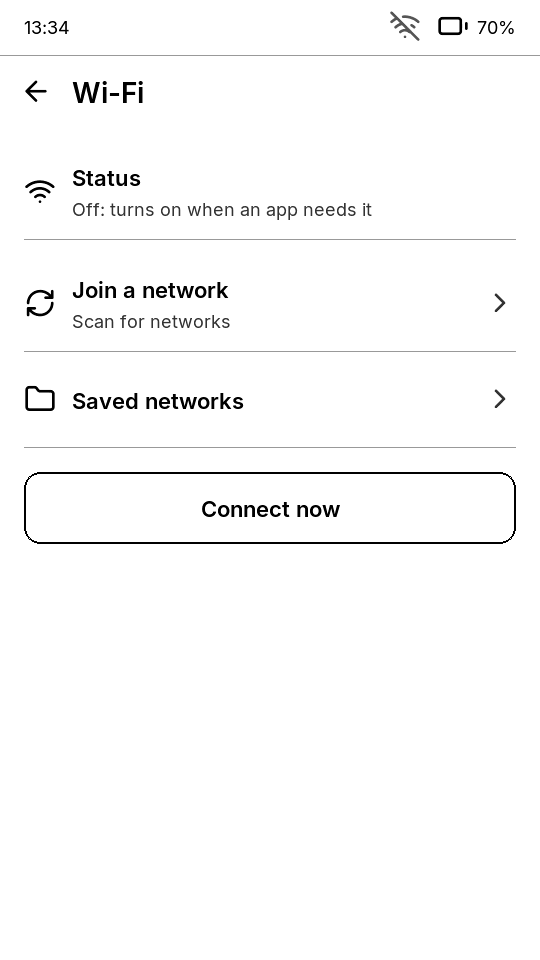 13:34
70%
Wi-Fi
Status
Off: turns on when an app needs it
Join a network
Scan for networks
Saved networks
Connect now